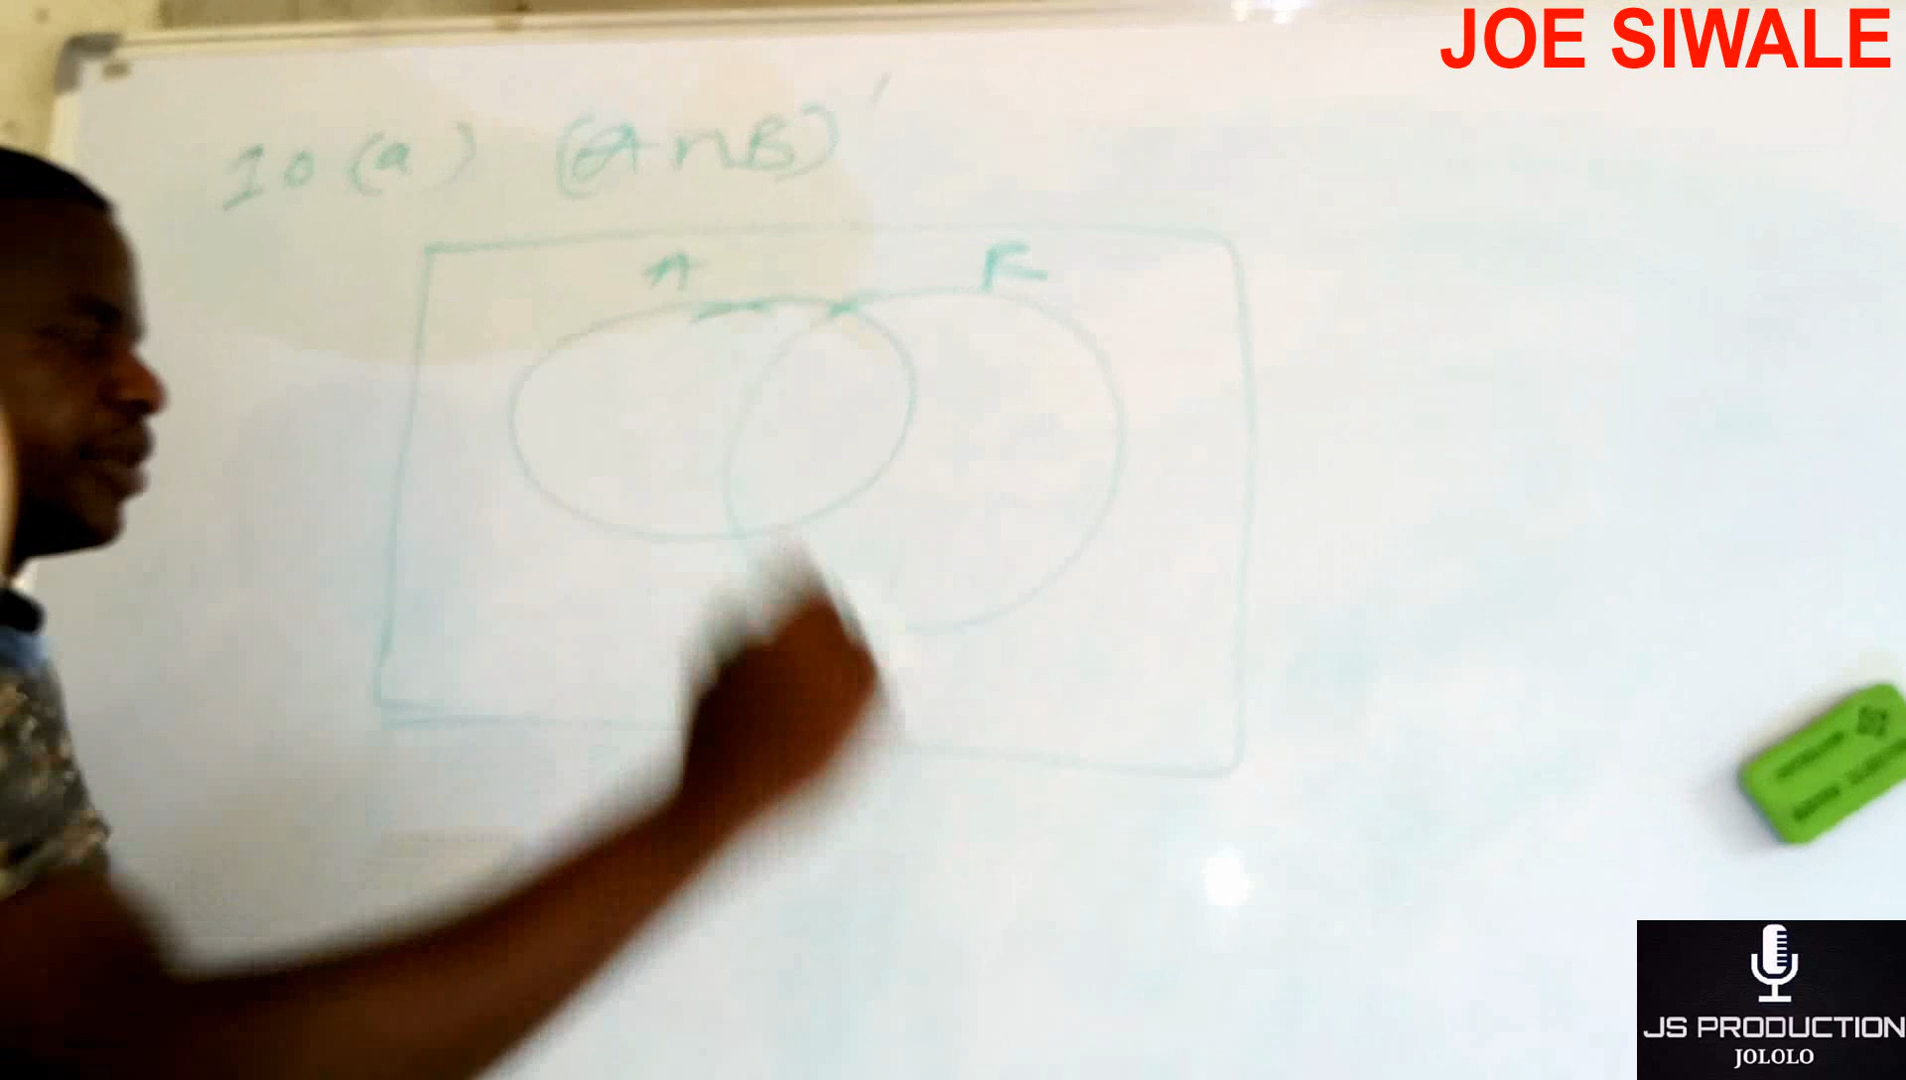 JOE SIWALE
10 (a) (A∩B)'
A
JS PRODUCTION
JOLOLO